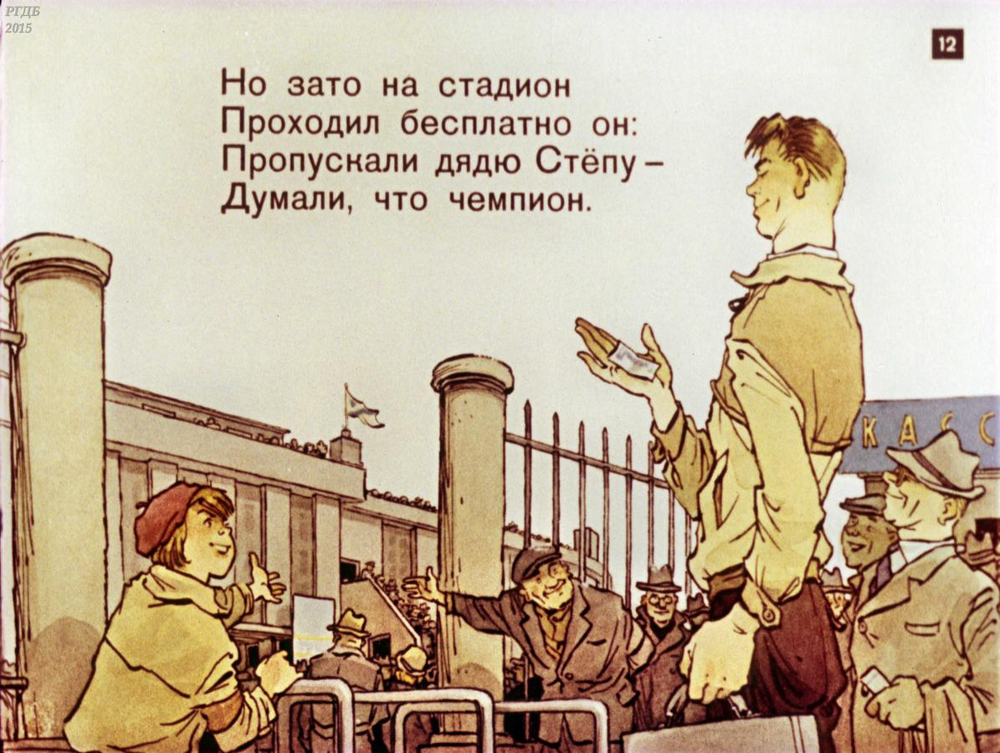 РГДБ
2015
12
Но зато на стадион
Проходил бесплатно он:
Пропускали дядю Стёпу –
Думали, что чемпион.
КАСС